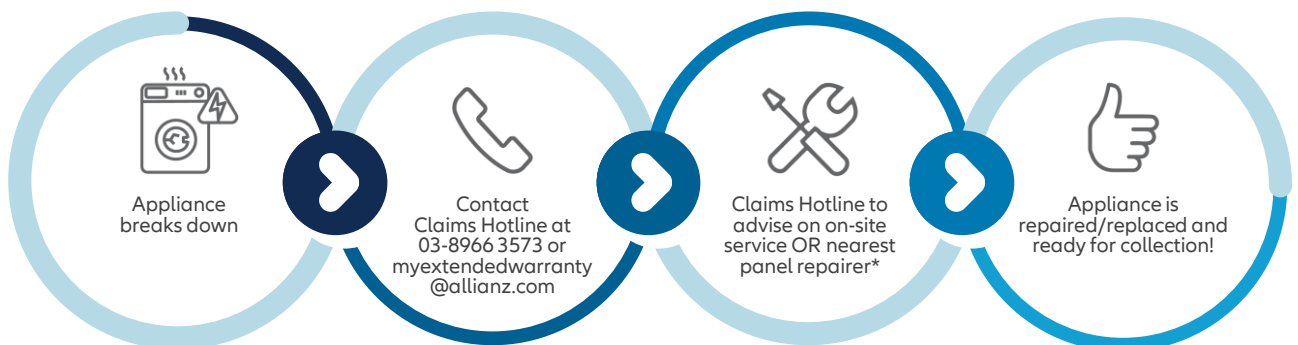 Appliance
breaks down
Contact
Claims Hotline at
03-8966 3573 or
myextendedwarranty
@allianz.com
Claims Hotline to
advise on on-site
service OR nearest
panel repairer*
Appliance is
repaired/replaced and
ready for collection!